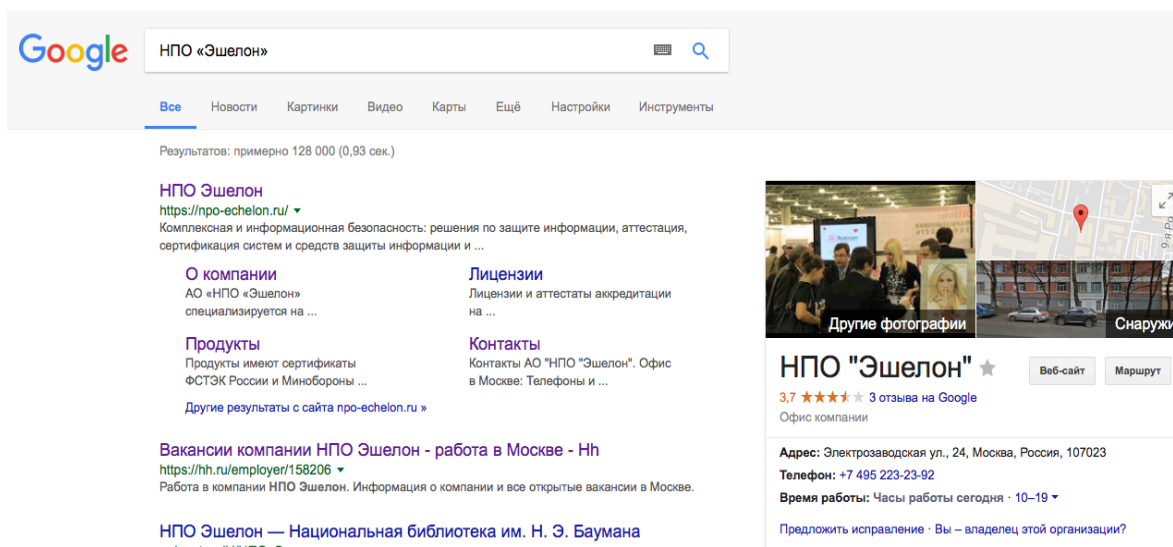 Google
НПО «Эшелон»
Все Новости Картинки Видео Карты Ещё Настройки Инструменты
Результатов: примерно 128 000 (0,93 сек.)
НПО Эшелон
https://npo-echelon.ru/
Комплексная и информационная безопасность: решения по защите информации, аттестация,
сертификация систем и средств защиты информации и ...
О компании
АО «НПО «Эшелон»
специализируется на ...
Лицензии
Лицензии и аттестаты аккредитации
на ...
Продукты
Продукты имеют сертификаты
ФСТЭК России и Минобороны ...
Контакты
Контакты АО "НПО "Эшелон". Офис
в Москве: Телефоны и ...
Другие результаты с сайта npo-echelon.ru »
Вакансии компании НПО Эшелон - работа в Москве - Hh
https://hh.ru/employer/158206
Работа в компании НПО Эшелон. Информация о компании и все открытые вакансии в Москве.
НПО Эшелон — Национальная библиотека им. Н. Э. Баумана
Другие фотографии
Снаружи
НПО "Эшелон"
Веб-сайт
Маршрут
3,7 3 отзыва на Google
Офис компании
Адрес: Электрозаводская ул., 24, Москва, Россия, 107023
Телефон: +7 495 223-23-92
Время работы: Часы работы сегодня · 10–19
Предложить исправление · Вы – владелец этой организации?